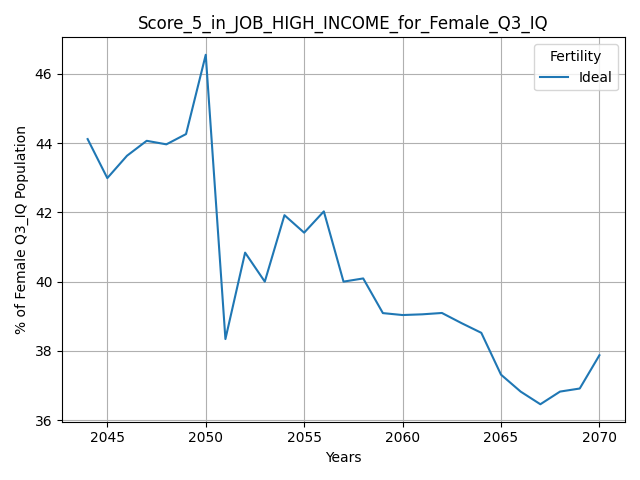 Score_5_in_JOB_HIGH_INCOME_for_Female_Q3_IQ
Fertility
Ideal
% of Female Q3_IQ Population
46
44
42
40
38
36
2045
2050
2055
2060
2065
2070
Years